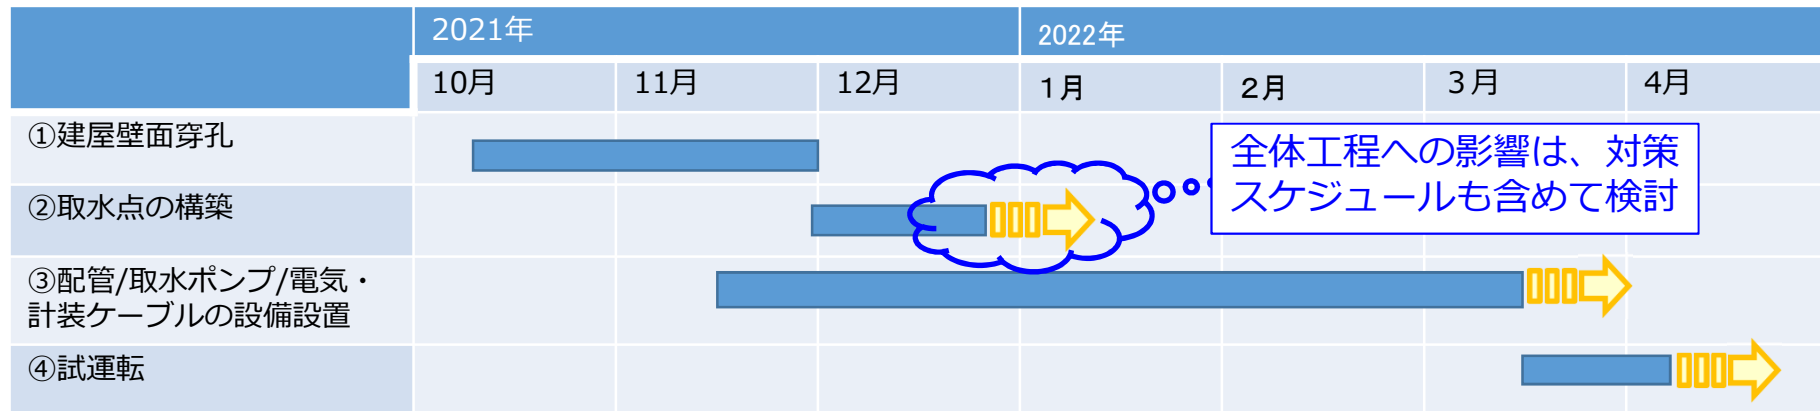 2021年
2022年
10月
11月
12月
１月
２月
３月
4月
①建屋壁面穿孔
全体工程への影響は、対策
スケジュールも含めて検討
②取水点の構築
③配管/取水ポンプ/電気・
計装ケーブルの設備設置
④試運転